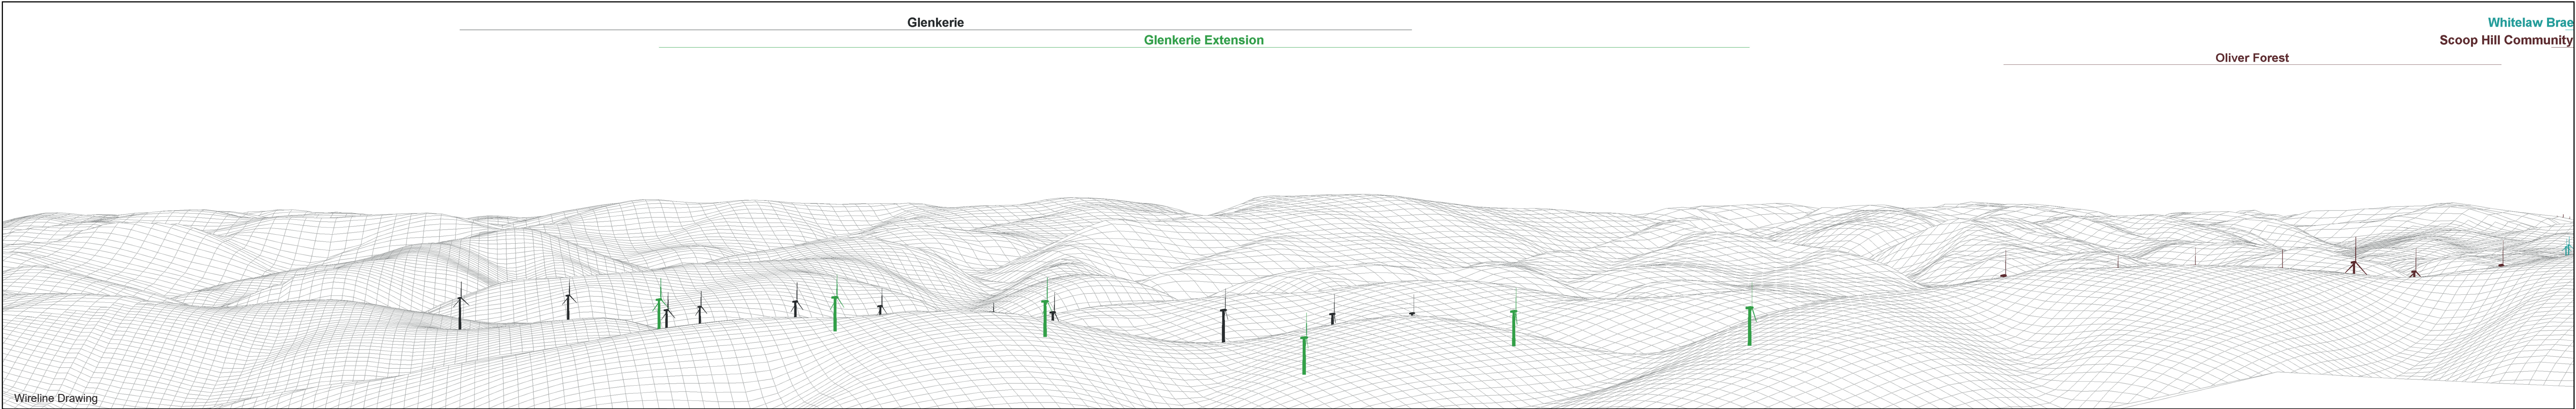 Glenkerie
Whitelaw Brae
Glenkerie Extension
Scoop Hill Community
Oliver Forest
Wireline Drawing